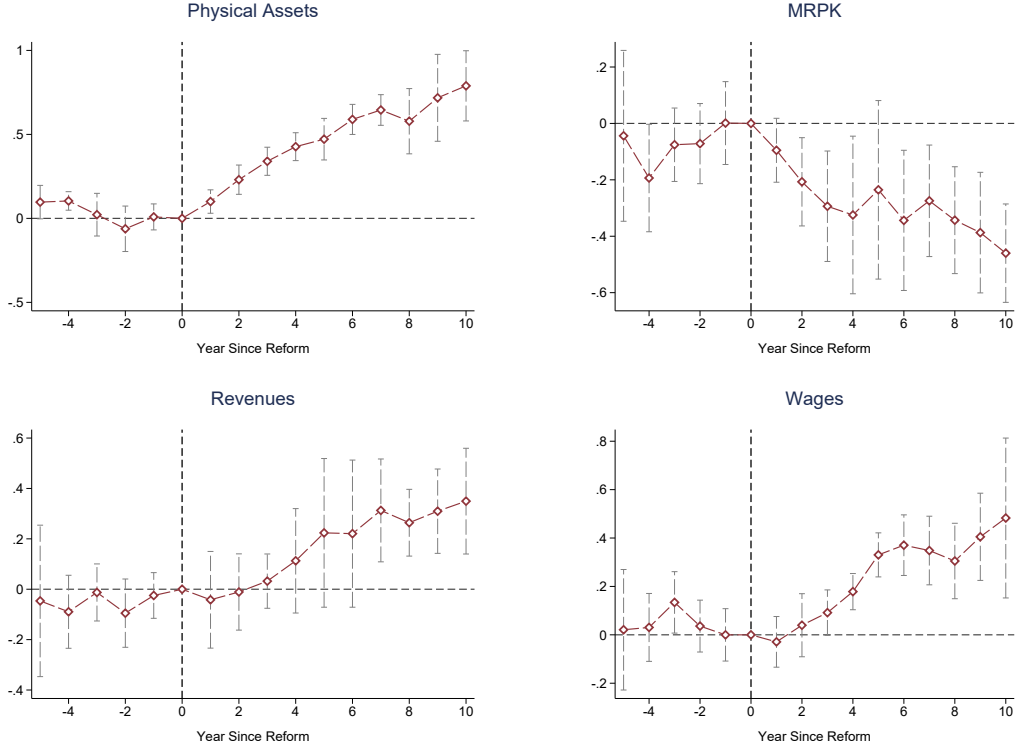 Physical Assets
1
.5
0
-.5
-4 -2 0 2 4 6 8 10
Year Since Reform
MRPK
.2
0
-.2
-.4
-.6
-4 -2 0 2 4 6 8 10
Year Since Reform
Revenues
.6
.4
.2
0
-.2
-.4
-4 -2 0 2 4 6 8 10
Year Since Reform
Wages
.8
.6
.4
.2
0
-.2
-4 -2 0 2 4 6 8 10
Year Since Reform